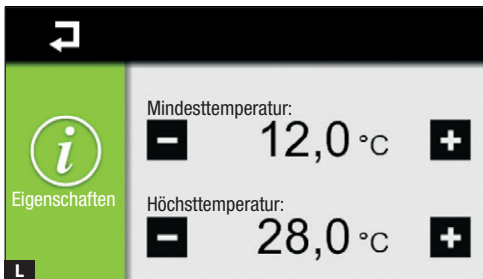 Mindesttemperatur:
- 12,0 °C +
i
Eigenschaften
Höchsttemperatur:
- 28,0 °C +
L